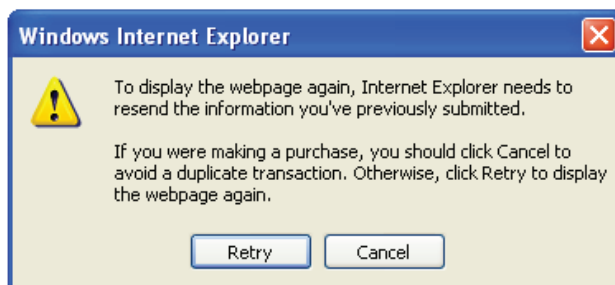 Windows Internet Explorer
To display the webpage again, Internet Explorer needs to
resend the information you've previously submitted.
If you were making a purchase, you should click Cancel to
avoid a duplicate transaction. Otherwise, click Retry to display
the webpage again.
Retry Cancel